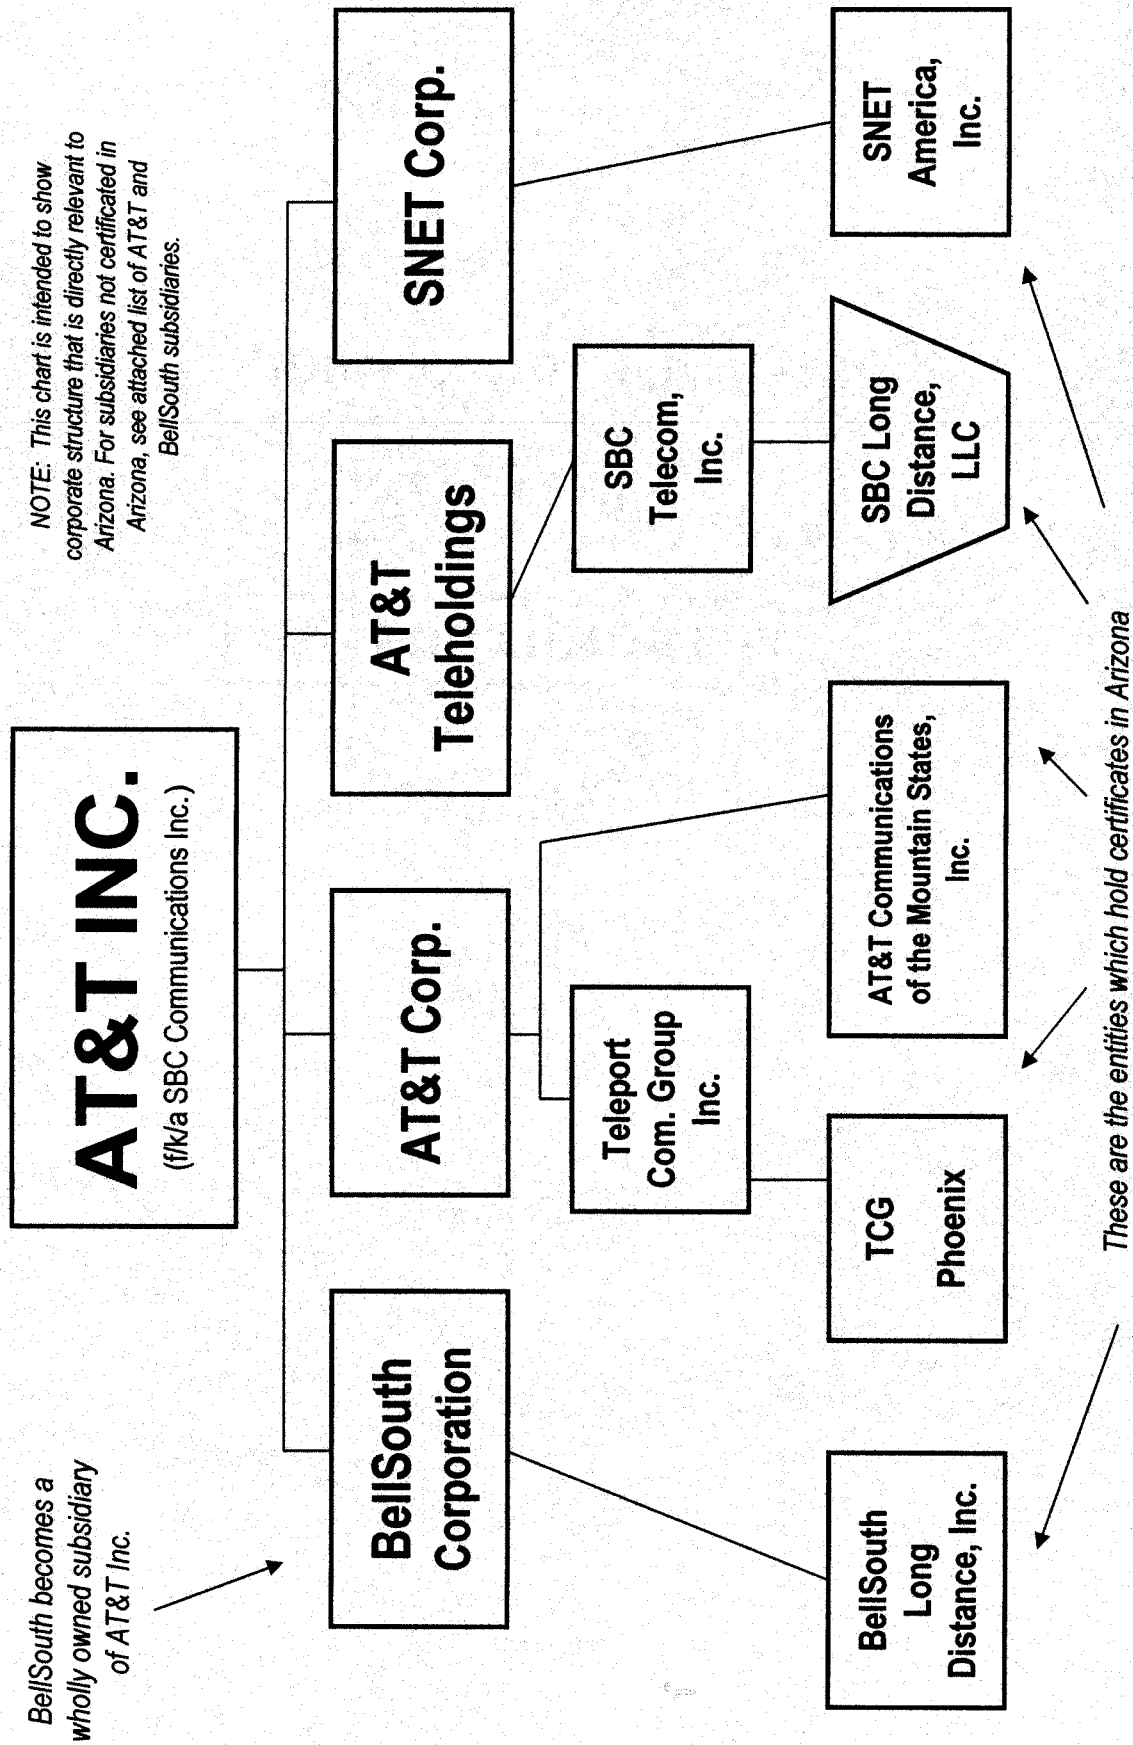 BellSouth becomes a
wholly owned subsidiary
of AT&T Inc.
AT&T INC.
(f/k/a SBC Communications Inc.)
NOTE: This chart is intended to show
corporate structure that is directly relevant to
Arizona. For subsidiaries not certificated in
Arizona, see attached list of AT&T and
BellSouth subsidiaries.
BellSouth
Corporation
AT&T Corp.
AT&T
Teleholdings
SNET Corp.
Teleport
Com. Group
Inc.
SBC
Telecom,
Inc.
BellSouth
Long
Distance, Inc.
TCG
Phoenix
AT&T Communications
of the Mountain States,
Inc.
SBC Long
Distance,
LLC
SNET
America,
Inc.
These are the entities which hold certificates in Arizona